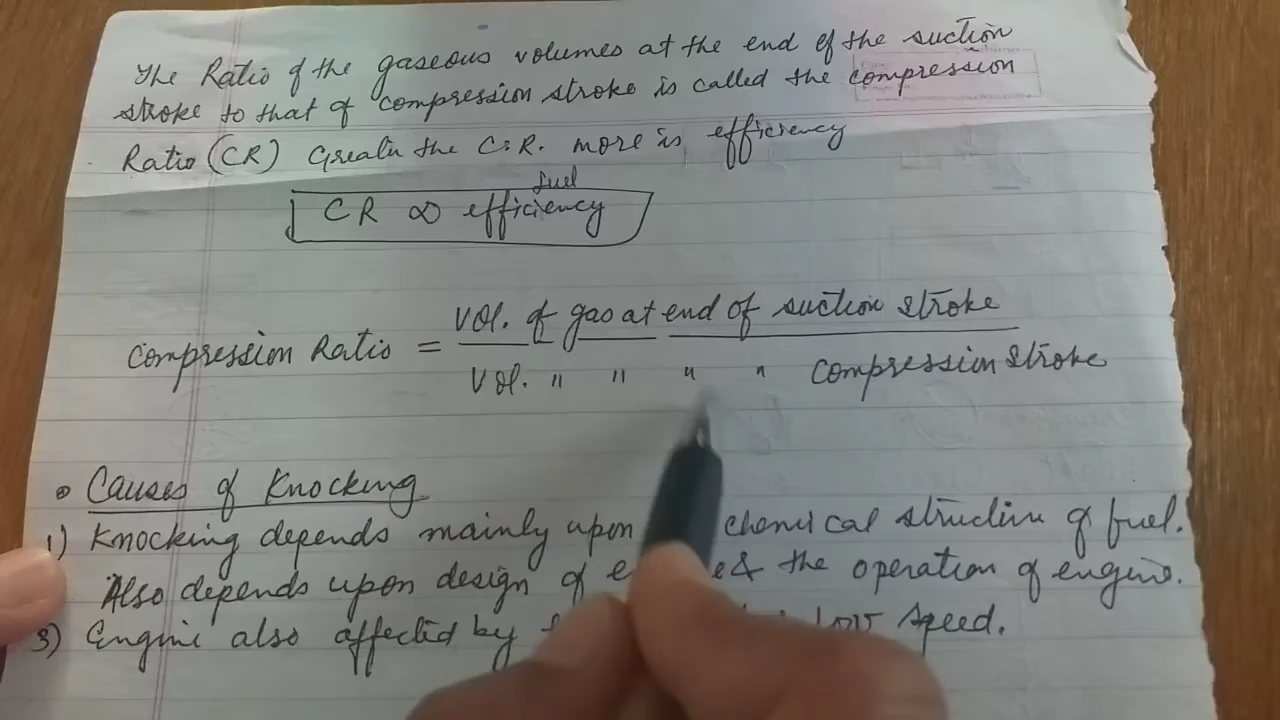 The Ratio of the gaseous volumes at the end of the suction
stroke to that of compression stroke is called the compression
Ratio (CR) Greater the C.R. more is efficiency
fuel
CR ∝ efficiency
Compression Ratio = Vol. of gas at end of suction stroke
Vol. " " " " compression stroke
Causes of Knocking
1) Knocking depends mainly upon chemical structure of fuel.
Also depends upon design of & the operation of engine.
3) Engine also affected by low speed.